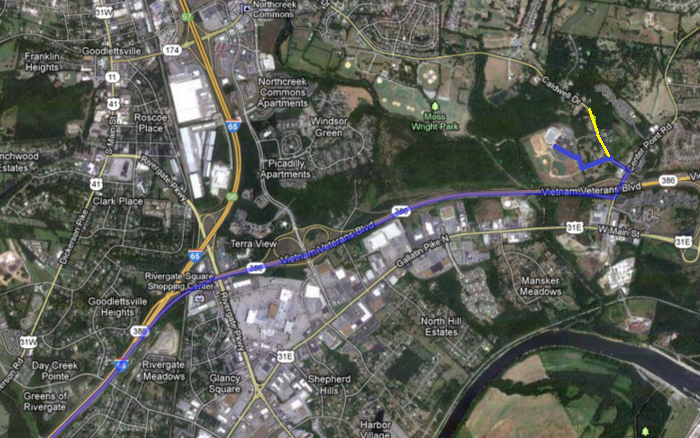 31W
Northcreek
Commons
Dr
Goodlettsville
174
65
Franklin
Heights
11
41
S Main St
Roscoe
Place
Northcreek
Commons
Apartments
Windsor
Green
Moss
Wright Park
Caldwell Dr
Center Point Rd
nchwood
Estates
41
Rivergate Pkwy
Picadilly
Apartments
Clark Place
Dickerson Pike
386
Vietnam Veterans Blvd
386
31E
W Main St
31E
Terra View
Vietnam Veterans Blvd
386
65
Gallatin Pike N
Rivergate Square
Shopping Center
Mansker
Meadows
Goodlettsville
Heights
386
Rivergate Pkwy
North Hill
Estates
31W
31E
Day Creek
Pointe
Rivergate
Meadows
Glancy
Square
Shepherd
Hills
erson Rd
Greens of
Rivergate
Harbor
Village